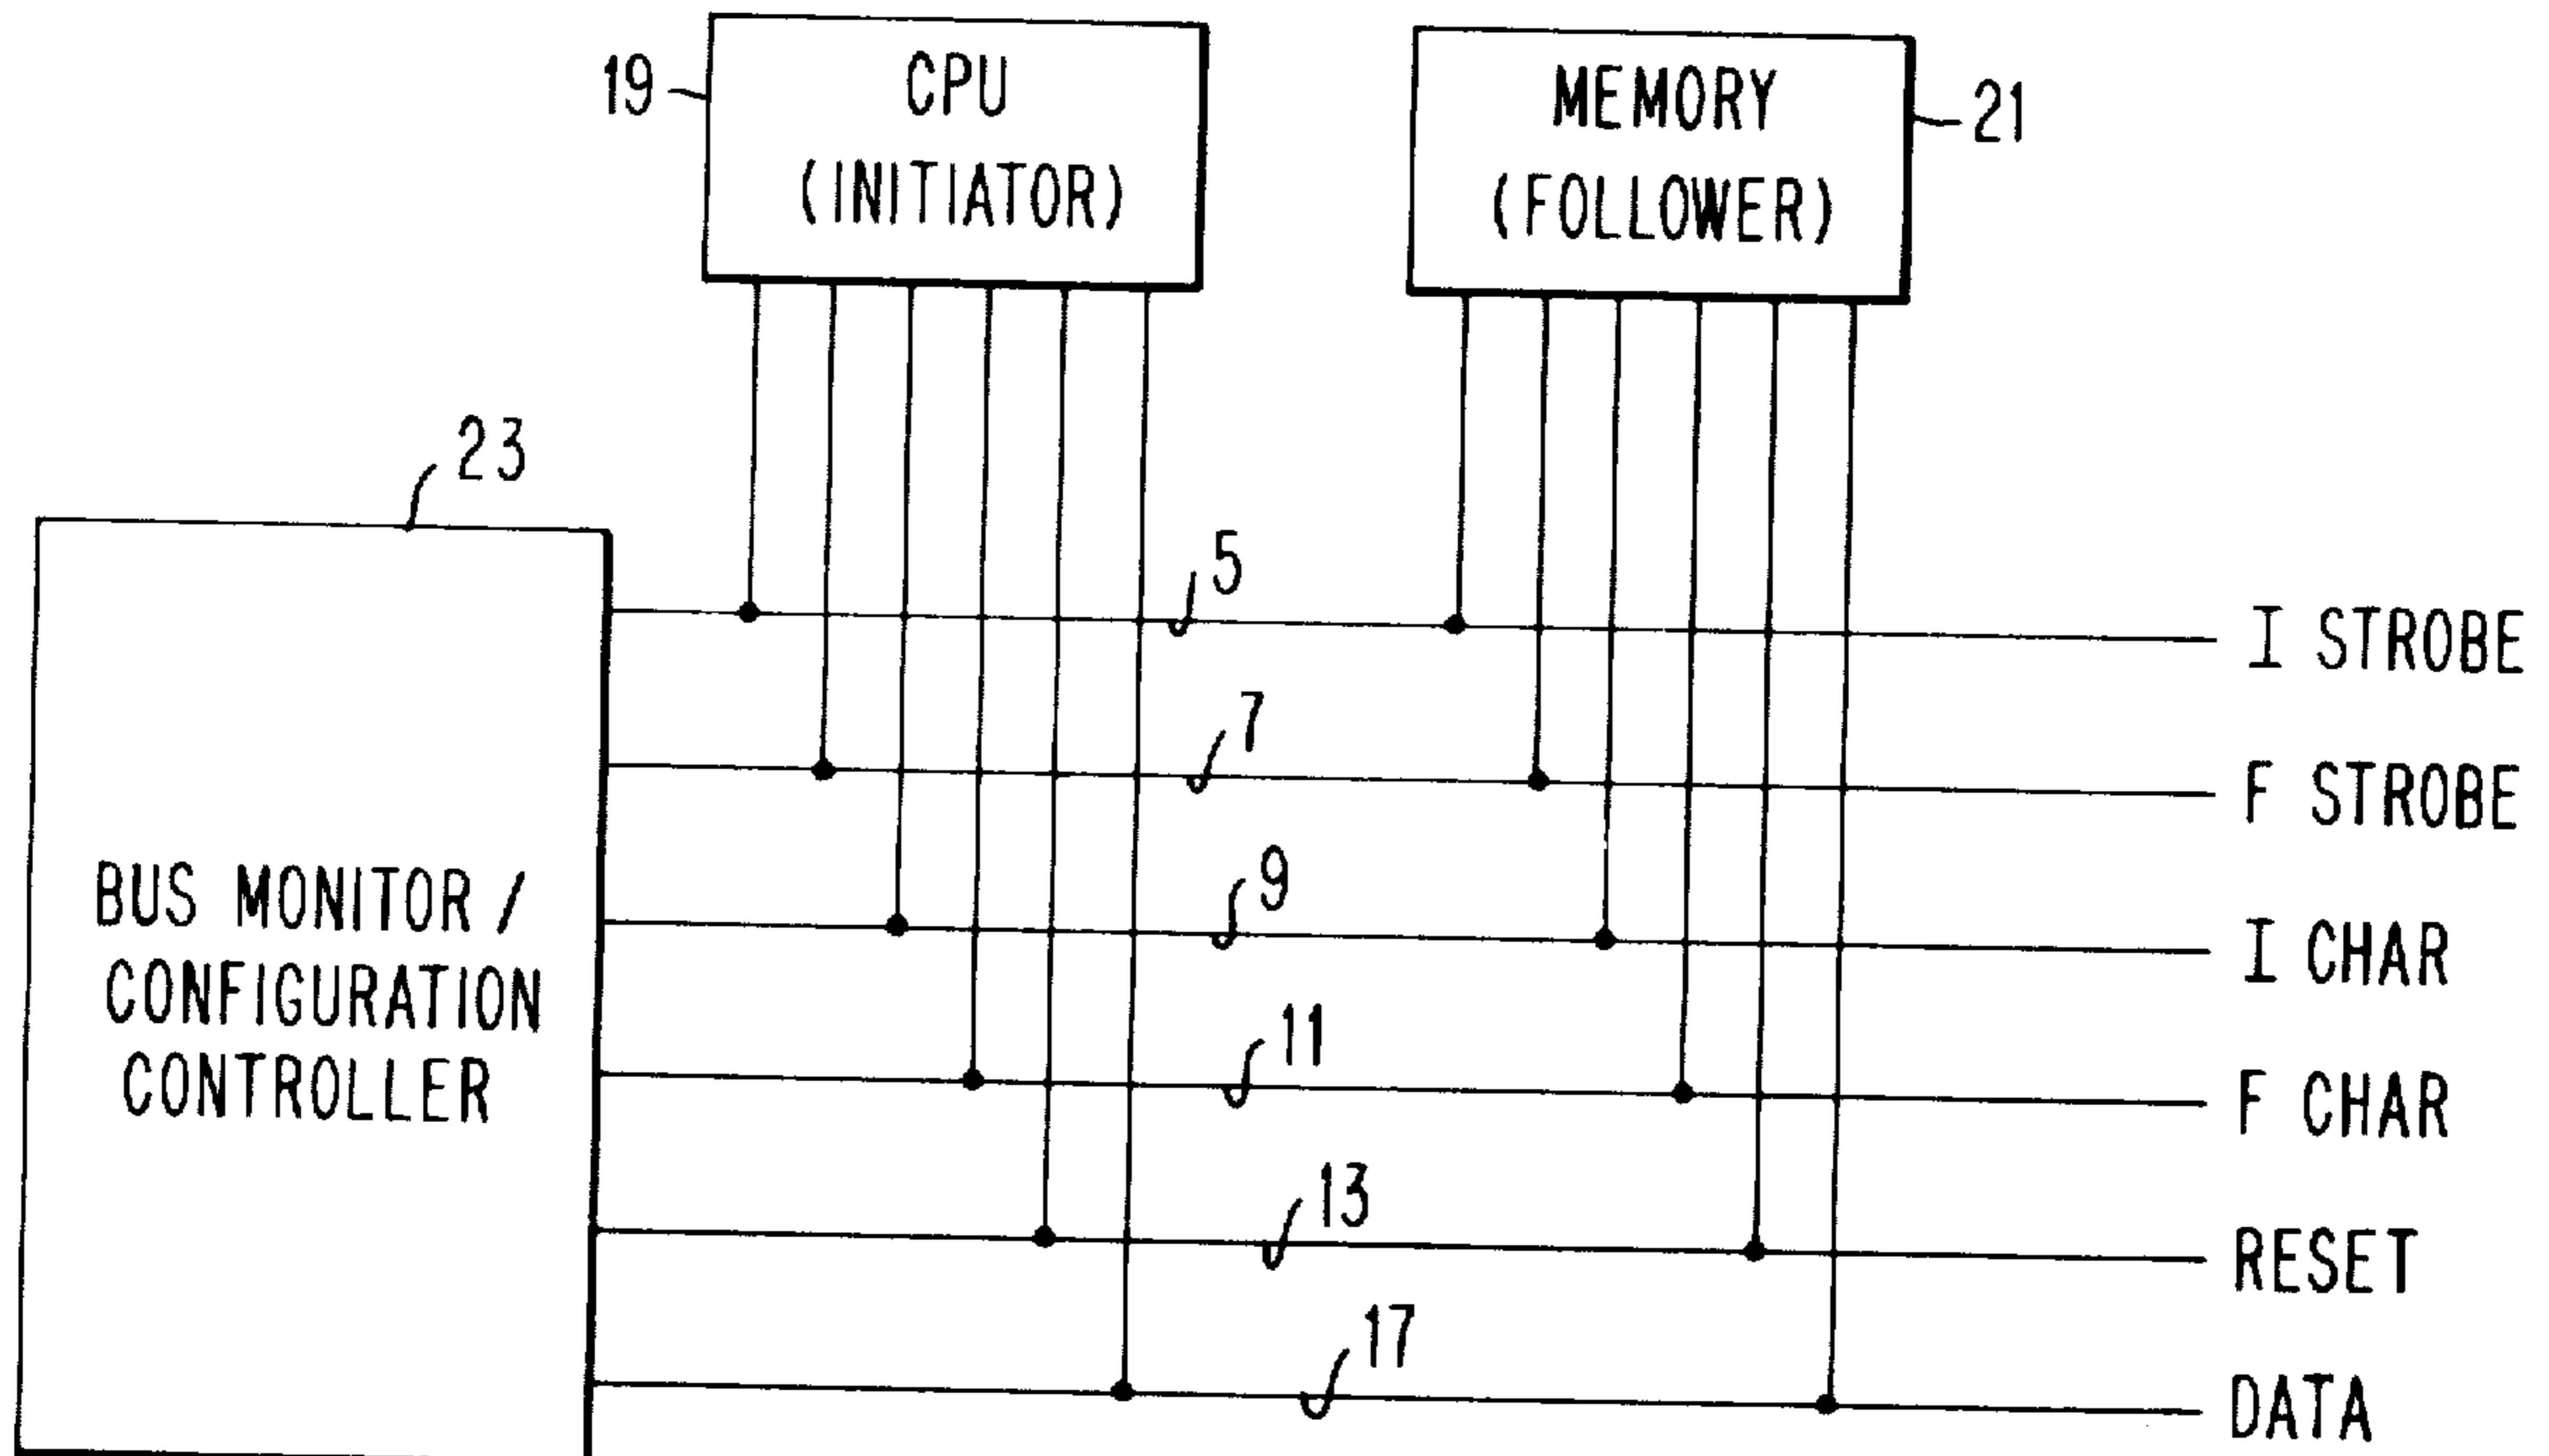 19
CPU
(INITIATOR)
MEMORY
(FOLLOWER)
21
23
5
I STROBE
7
F STROBE
9
I CHAR
BUS MONITOR /
CONFIGURATION
CONTROLLER
11
F CHAR
13
RESET
17
DATA